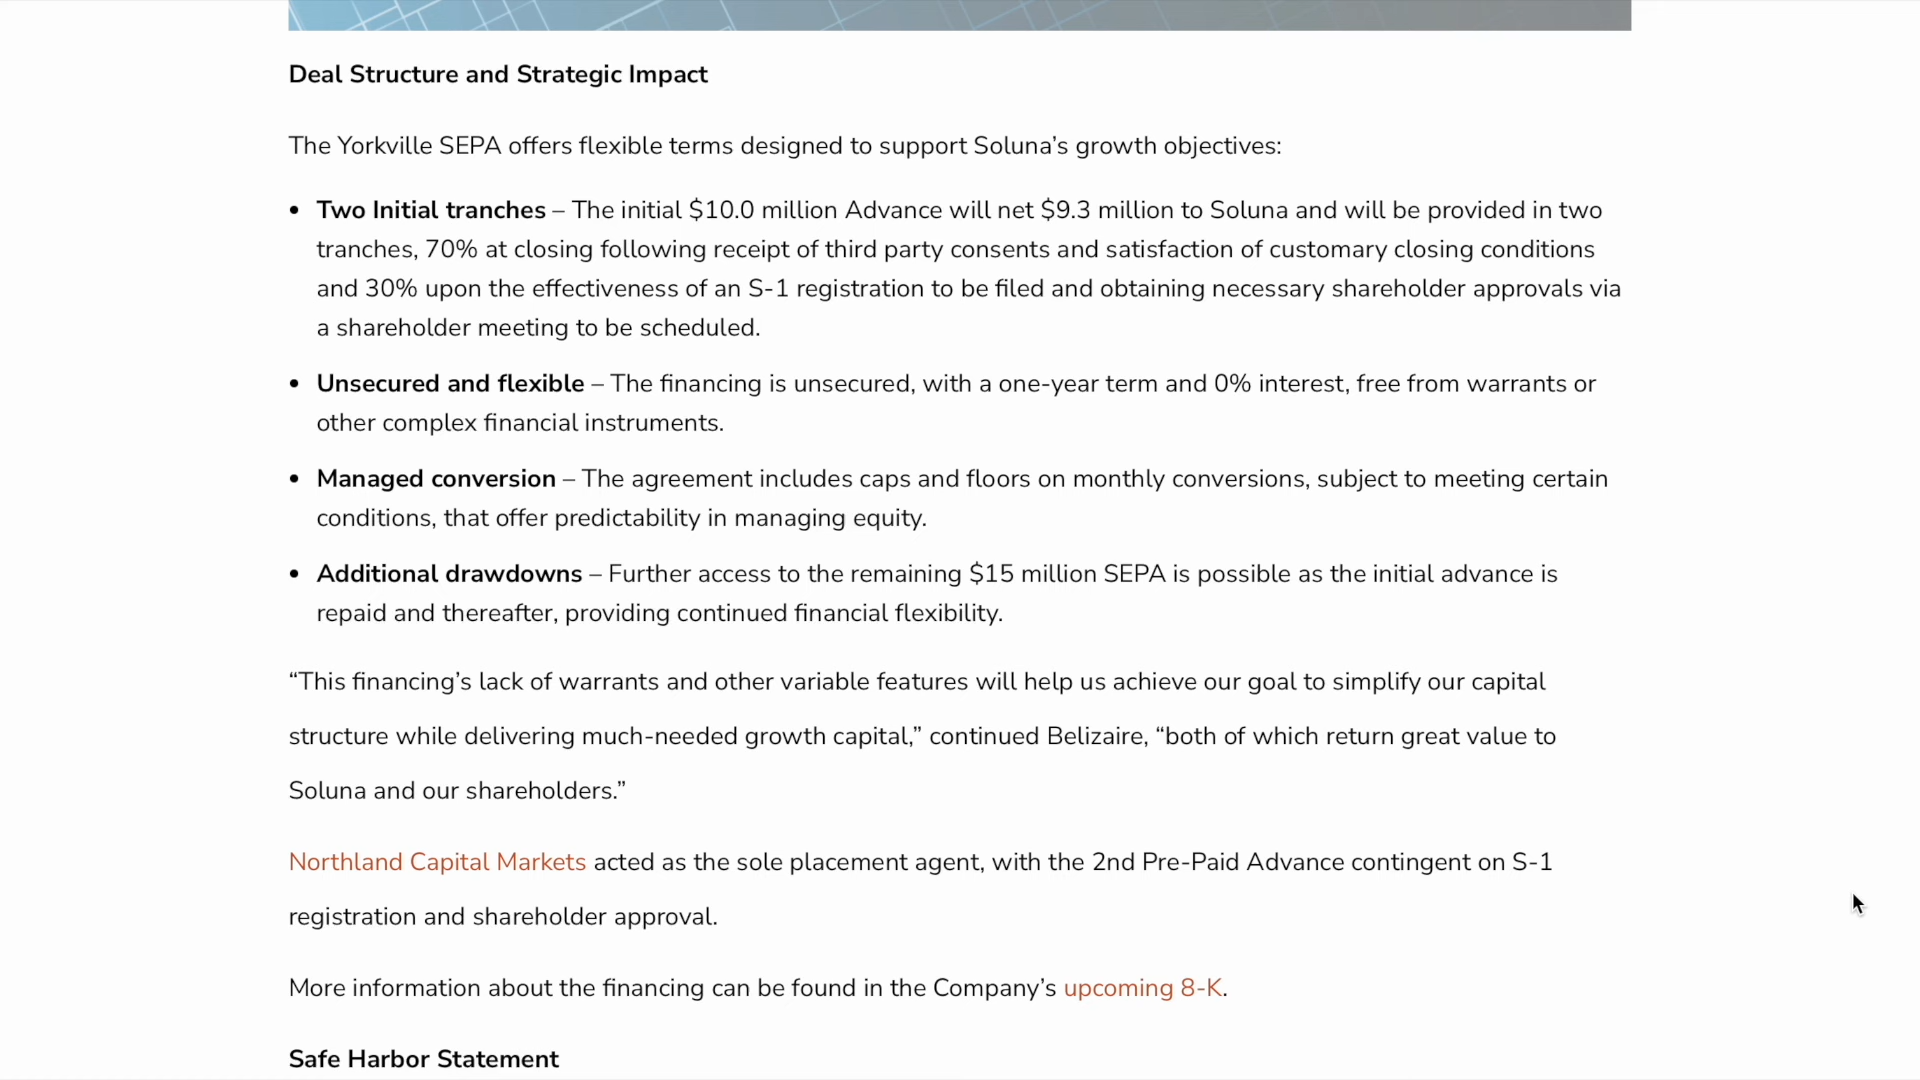 Deal Structure and Strategic Impact
The Yorkville SEPA offers flexible terms designed to support Soluna’s growth objectives:
• Two Initial tranches – The initial $10.0 million Advance will net $9.3 million to Soluna and will be provided in two
tranches, 70% at closing following receipt of third party consents and satisfaction of customary closing conditions
and 30% upon the effectiveness of an S-1 registration to be filed and obtaining necessary shareholder approvals via
a shareholder meeting to be scheduled.
• Unsecured and flexible – The financing is unsecured, with a one-year term and 0% interest, free from warrants or
other complex financial instruments.
• Managed conversion – The agreement includes caps and floors on monthly conversions, subject to meeting certain
conditions, that offer predictability in managing equity.
• Additional drawdowns – Further access to the remaining $15 million SEPA is possible as the initial advance is
repaid and thereafter, providing continued financial flexibility.
“This financing’s lack of warrants and other variable features will help us achieve our goal to simplify our capital
structure while delivering much-needed growth capital,” continued Belizaire, “both of which return great value to
Soluna and our shareholders.”
Northland Capital Markets acted as the sole placement agent, with the 2nd Pre-Paid Advance contingent on S-1
registration and shareholder approval.
More information about the financing can be found in the Company’s upcoming 8-K.
Safe Harbor Statement